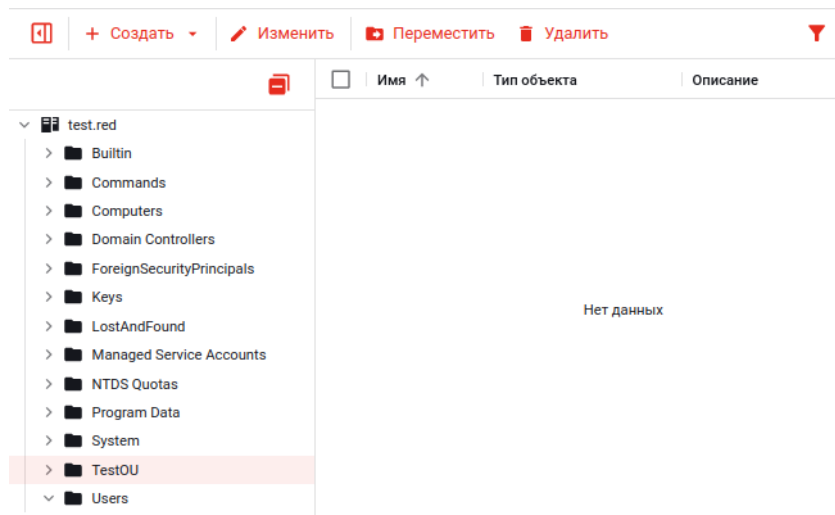 Создать Изменить Переместить Удалить
Имя Тип объекта Описание
test.red
Builtin
Commands
Computers
Domain Controllers
ForeignSecurityPrincipals
Keys
LostAndFound
Managed Service Accounts
NTDS Quotas
Program Data
System
TestOU
Users
Нет данных